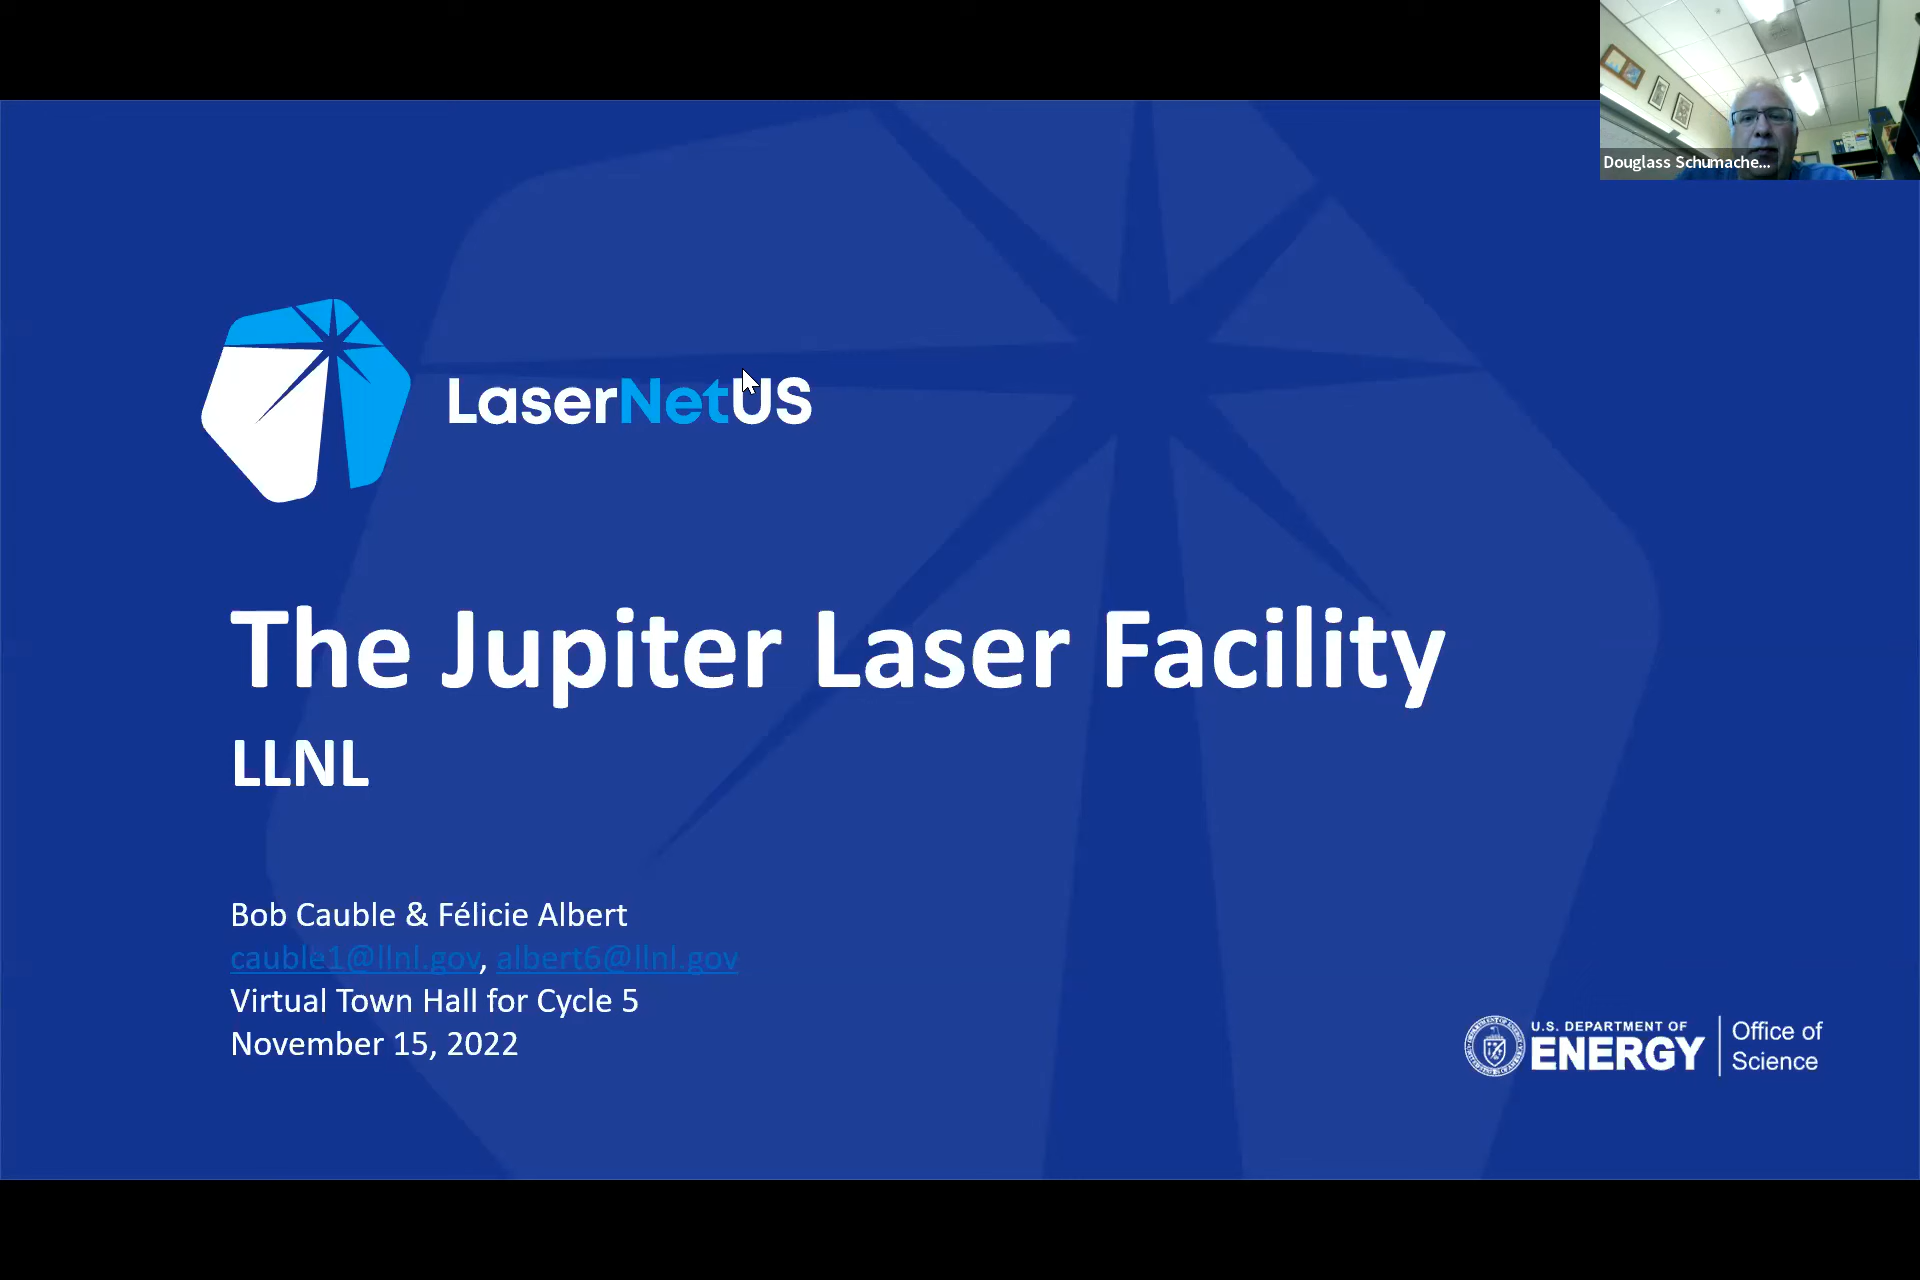 Douglass Schumache...
LaserNetUS
The Jupiter Laser Facility
LLNL
Bob Cauble & Félicie Albert
cauble1@llnl.gov, albert6@llnl.gov
Virtual Town Hall for Cycle 5
November 15, 2022
U.S. DEPARTMENT OF
ENERGY
Office of
Science